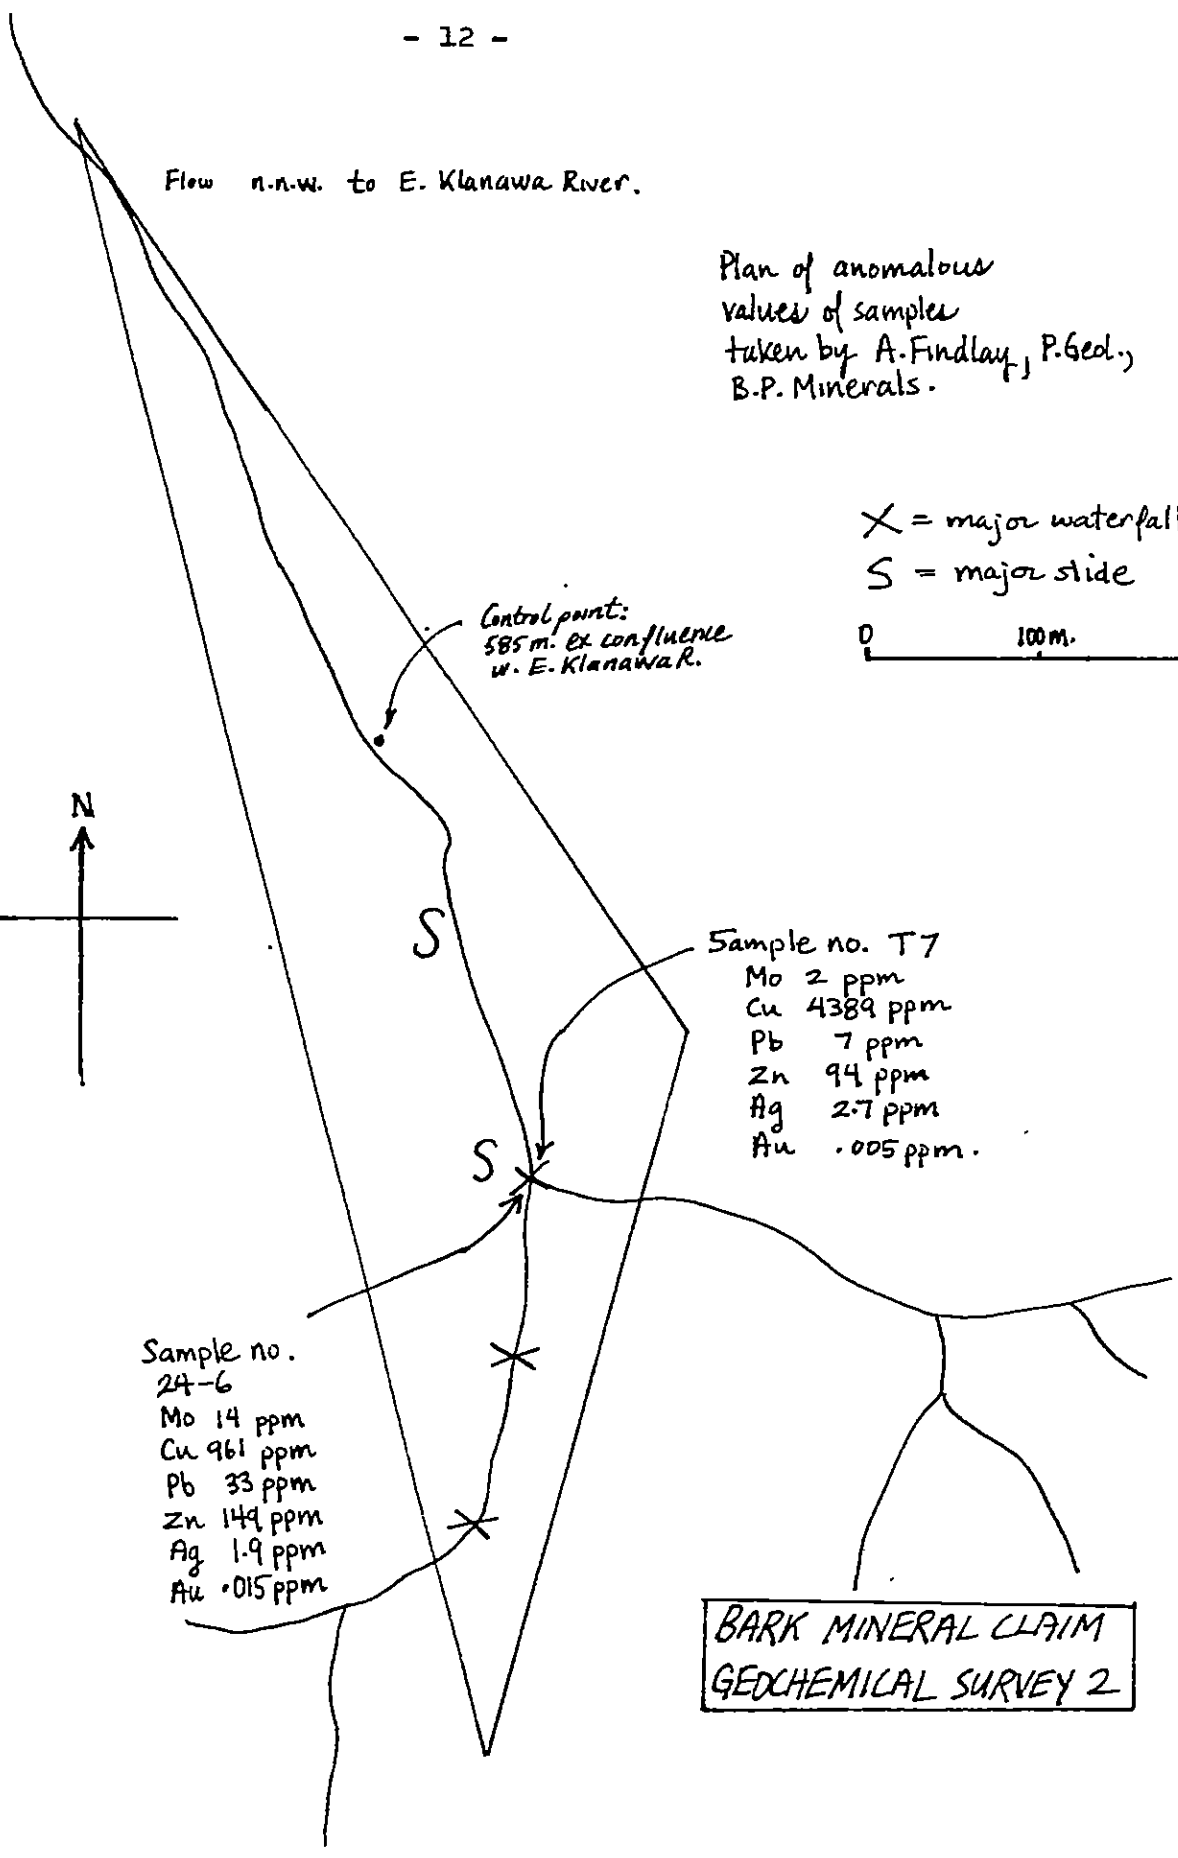 - 12 -
Flow n.n.w. to E. Klanawa River.
Plan of anomalous
values of samples
taken by A. Findlay, P.Geol.,
B.P. Minerals.
X = major waterfall
S = major slide
0 100 m.
Control point:
585 m. ex confluence
w. E. Klanawa R.
N
S
Sample no. T7
Mo 2 ppm
Cu 4389 ppm
Pb 7 ppm
Zn 94 ppm
Ag 2.7 ppm
Au .005 ppm.
S
Sample no.
24-6
Mo 14 ppm
Cu 961 ppm
Pb 33 ppm
Zn 149 ppm
Ag 1.9 ppm
Au .015 ppm
BARK MINERAL CLAIM
GEOCHEMICAL SURVEY 2